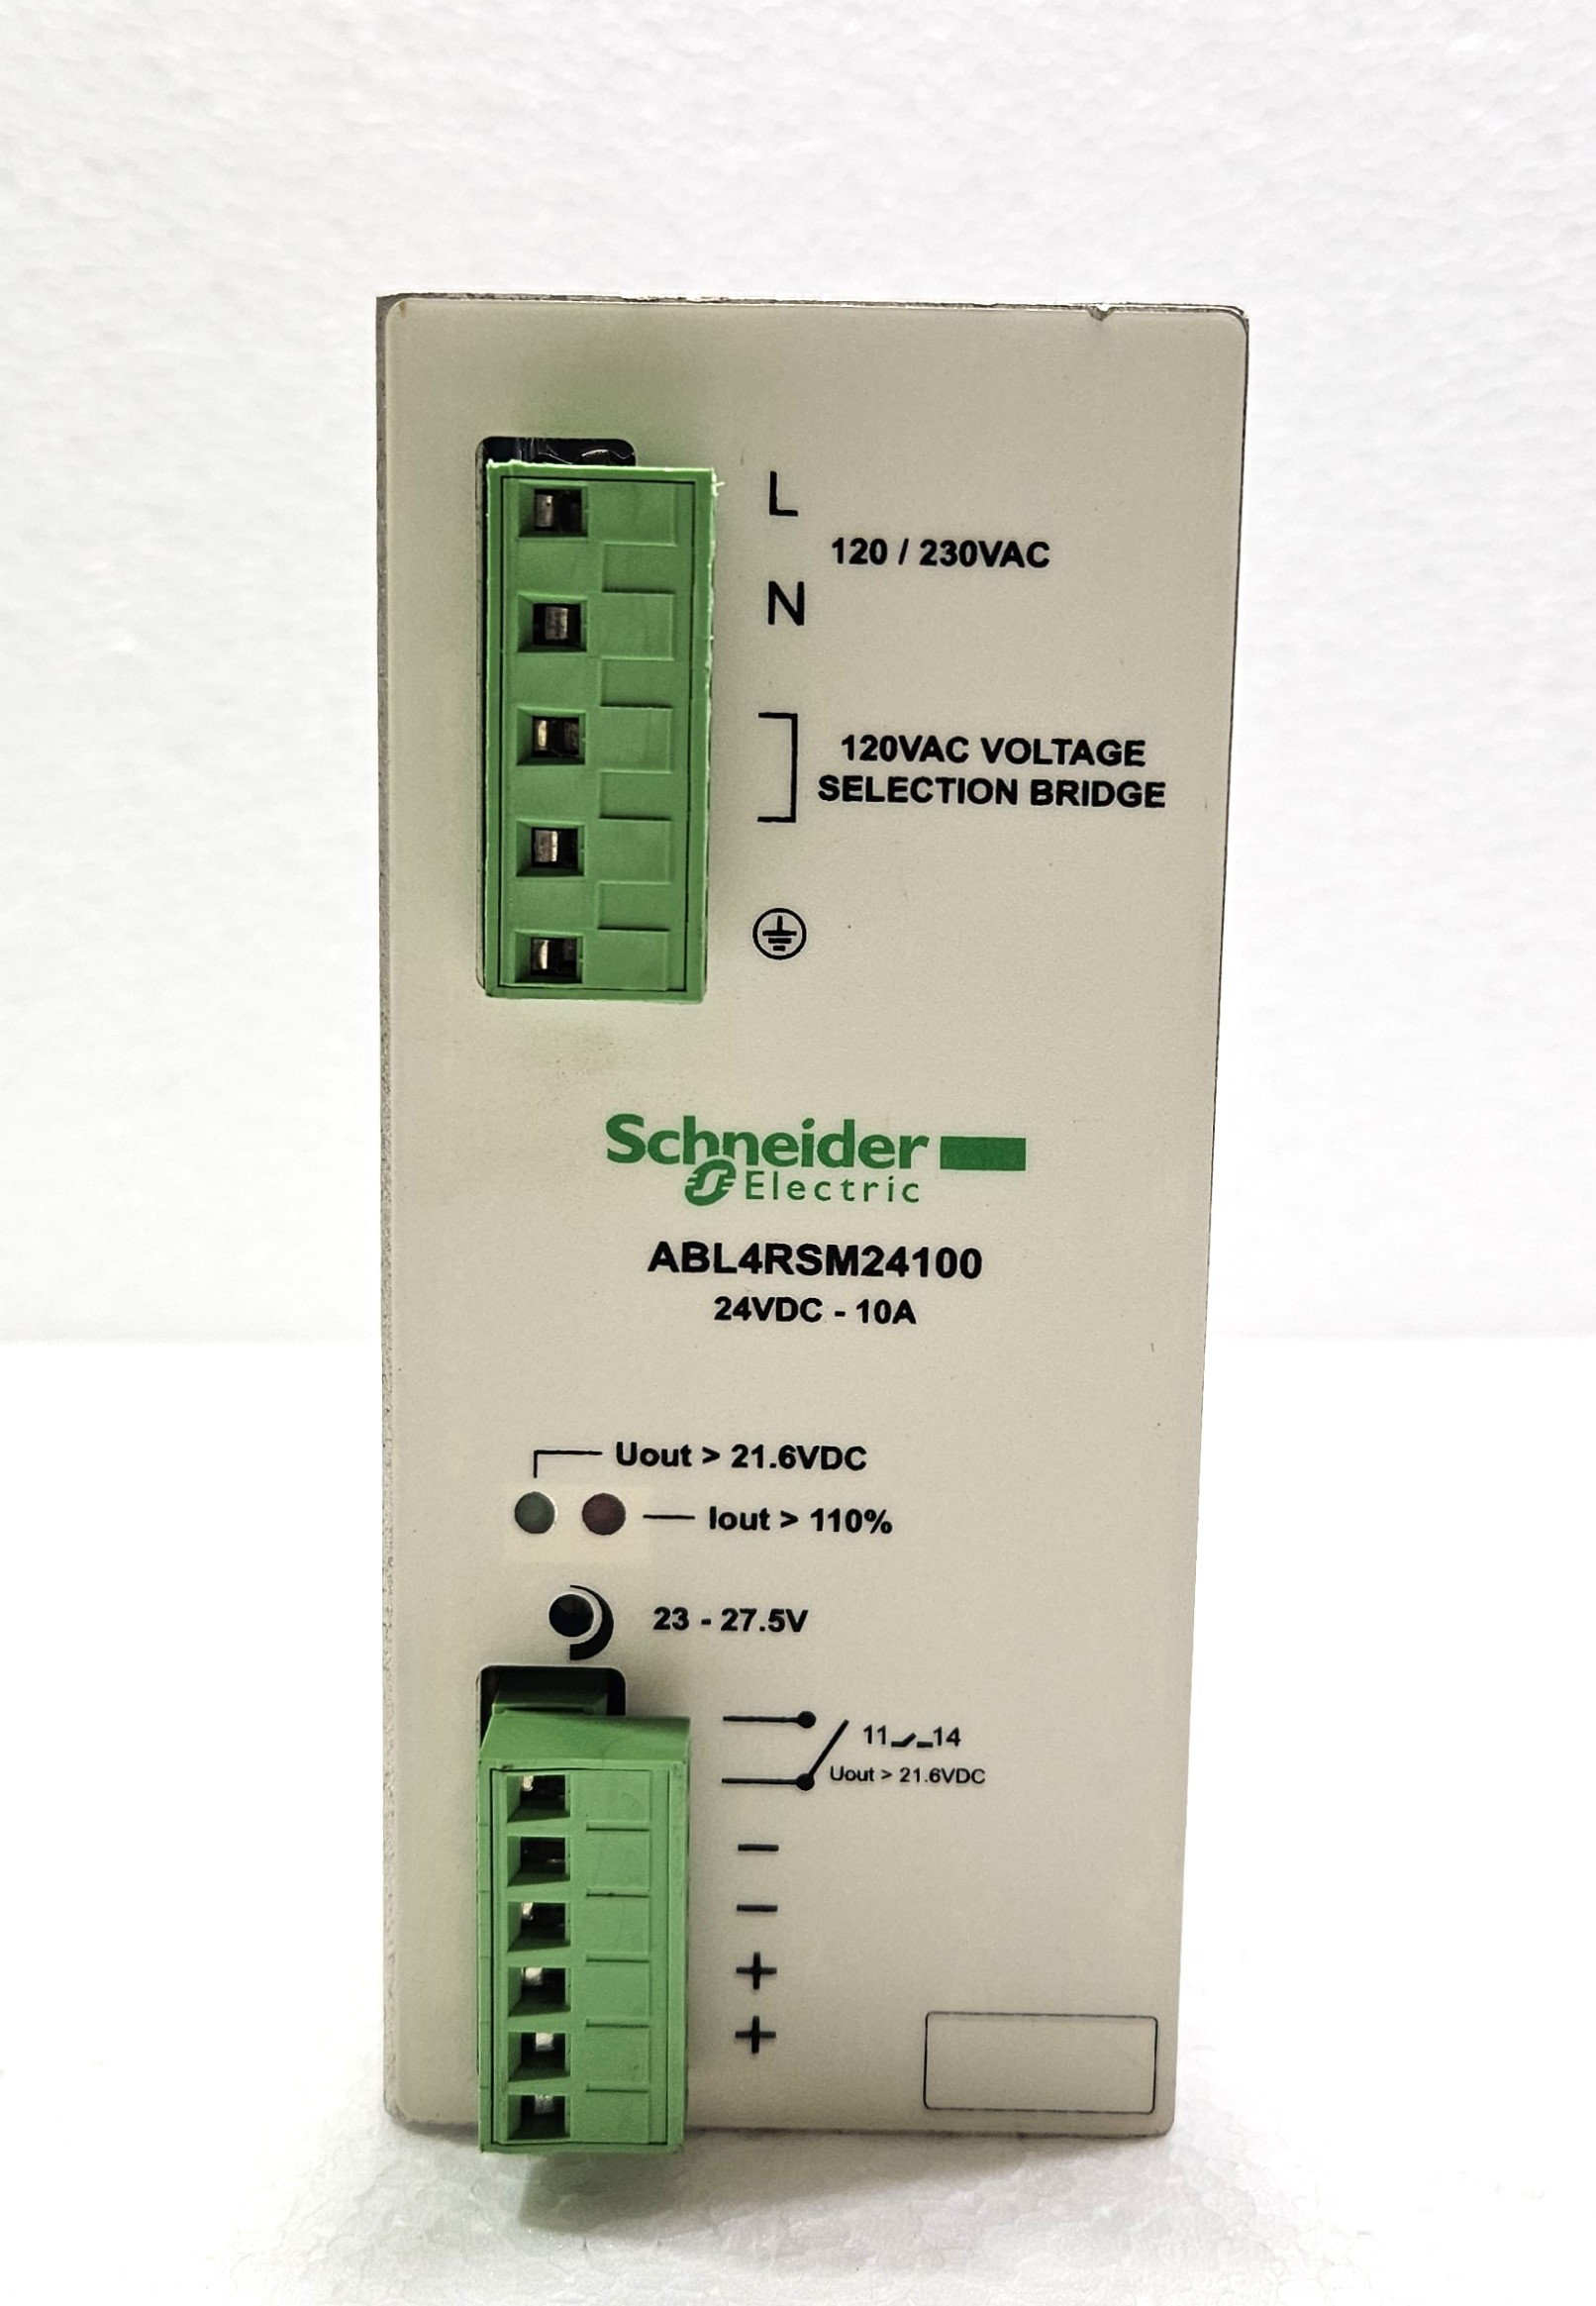 L
120 / 230VAC
N
120VAC VOLTAGE
SELECTION BRIDGE
Schneider
Electric
ABL4RSM24100
24VDC - 10A
Uout > 21.6VDC
Iout > 110%
23 - 27.5V
11 14
Uout > 21.6VDC
−
−
+
+